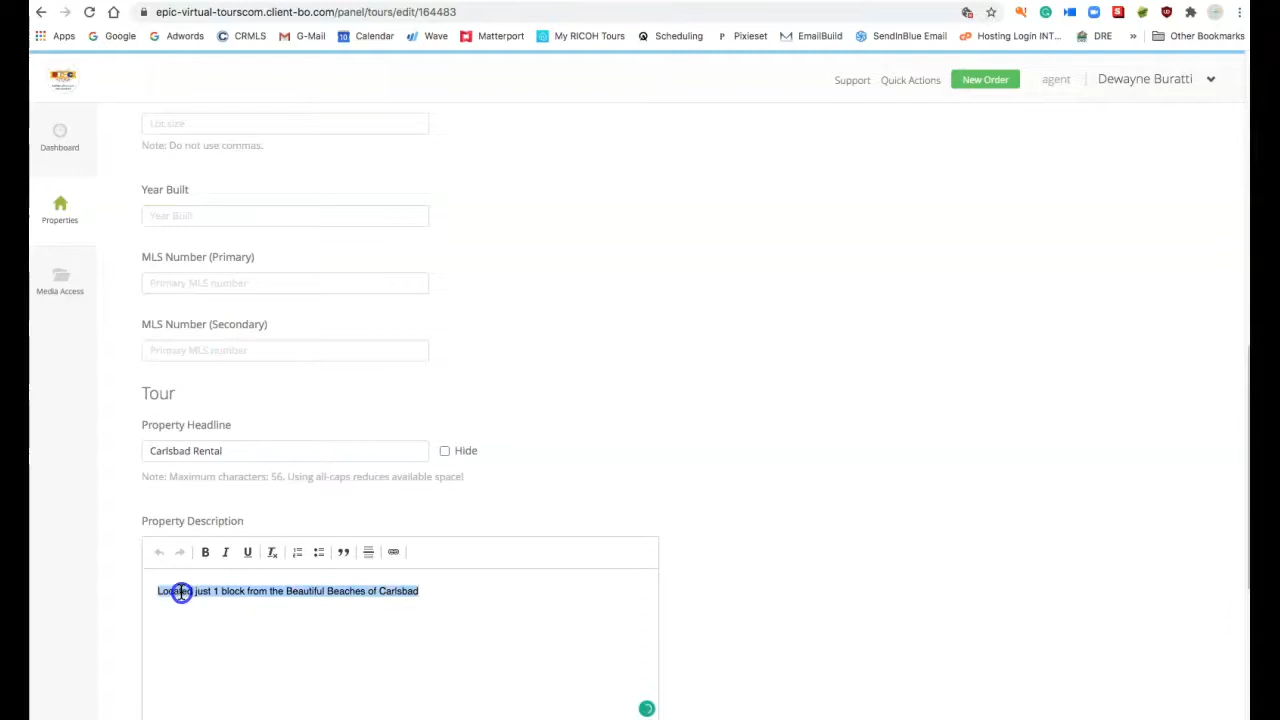 epic-virtual-tourscom.client-bo.com/panel/tours/edit/164483
Apps Google Adwords CRMLS G-Mail Calendar Wave Matterport My RICOH Tours Scheduling Pixieset EmailBuild SendInBlue Email Hosting Login INT... DRE » Other Bookmarks
Support Quick Actions New Order agent Dewayne Buratti
Dashboard
Properties
Media Access
Lot size
Note: Do not use commas.
Year Built
Year Built
MLS Number (Primary)
Primary MLS number
MLS Number (Secondary)
Primary MLS number
Tour
Property Headline
Carlsbad Rental Hide
Note: Maximum characters: 56. Using all-caps reduces available space!
Property Description
B I U
Located just 1 block from the Beautiful Beaches of Carlsbad